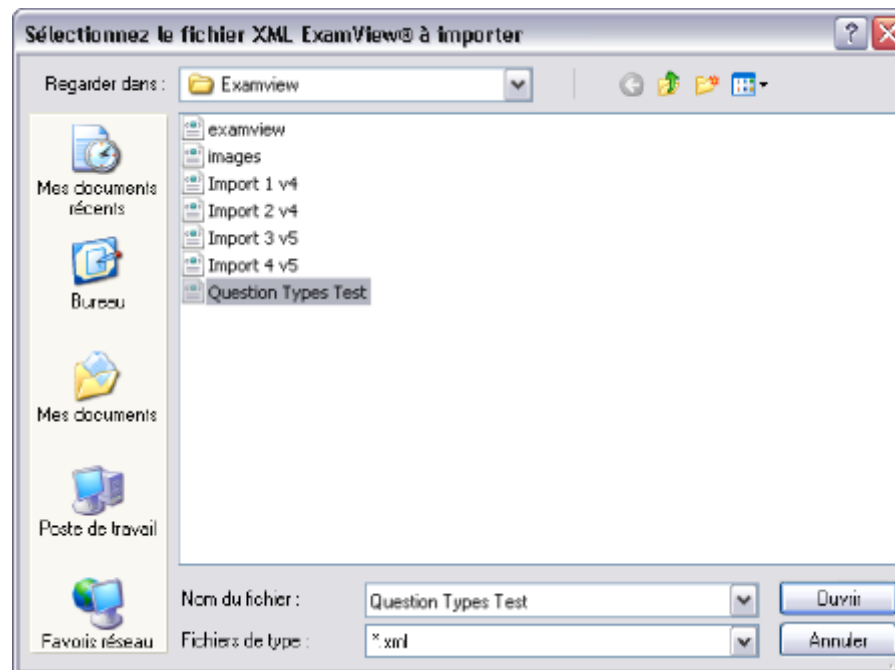 Sélectionnez le fichier XML ExamView® à importer
Regarder dans :
Examview
Mes documents
récents
Bureau
Mes documents
Poste de travail
Favoris réseau
examview
images
Import 1 v4
Import 2 v4
Import 3 v5
Import 4 v5
Question Types Test
Nom du fichier :
Question Types Test
Ouvrir
Fichiers de type :
*.xml
Annuler